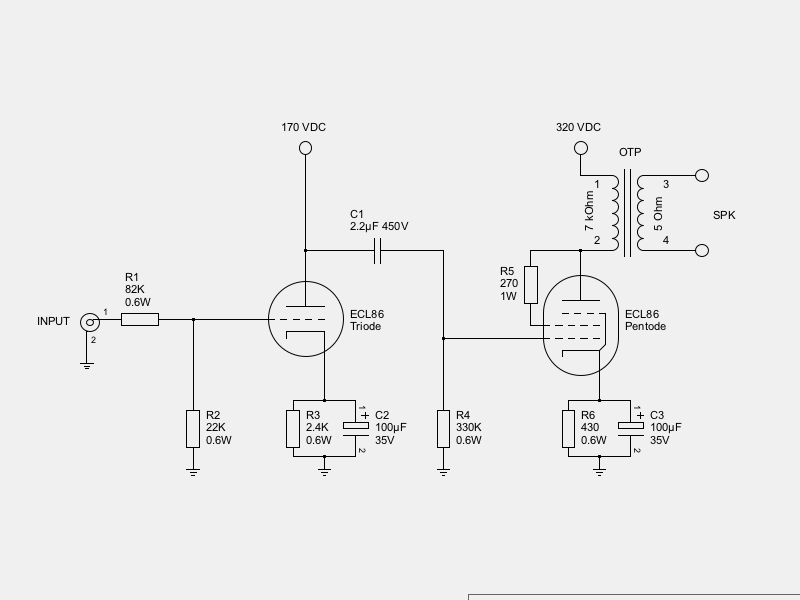 170 VDC
320 VDC
OTP
1
3
7 kOhm
5 Ohm
SPK
2
4
C1
2.2µF 450V
R1
82K
0.6W
R5
270
1W
INPUT
1
2
ECL86
Triode
ECL86
Pentode
R2
22K
0.6W
R3
2.4K
0.6W
1
+
2
C2
100µF
35V
R4
330K
0.6W
R6
430
0.6W
1
+
2
C3
100µF
35V